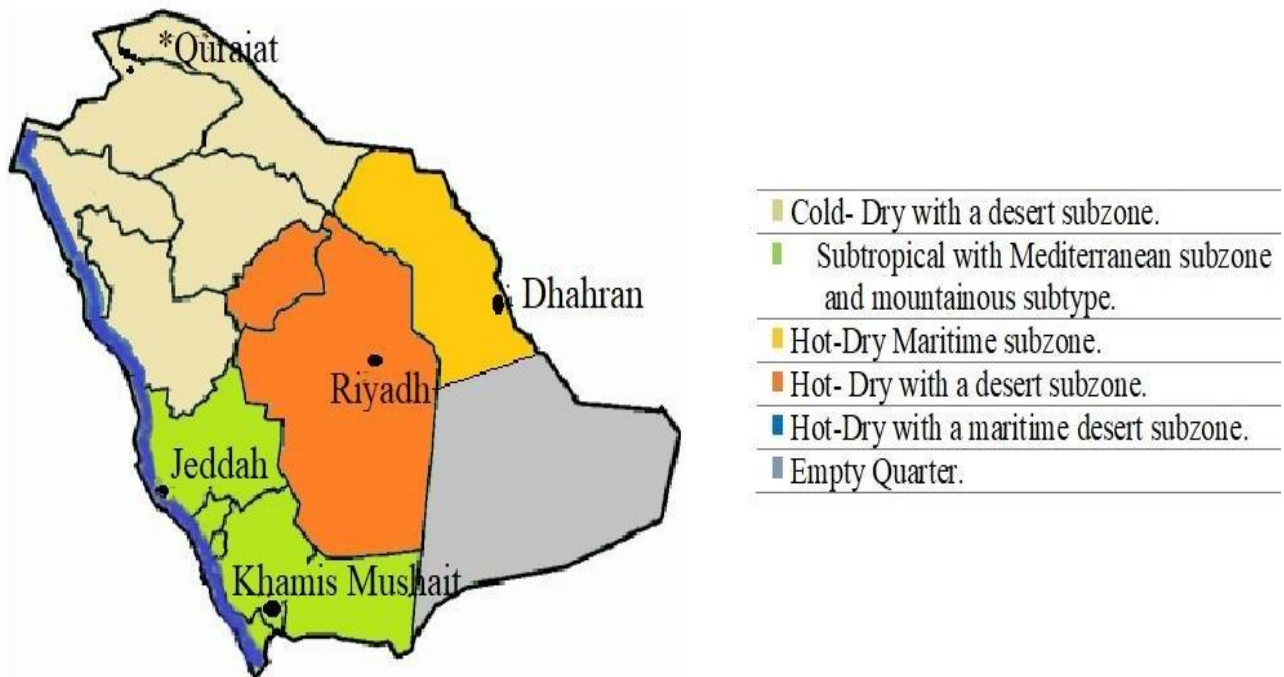 *Quraiat
Dhahran
Riyadh
Jeddah
Khamis Mushait
Cold- Dry with a desert subzone.
Subtropical with Mediterranean subzone
and mountainous subtype.
Hot-Dry Maritime subzone.
Hot- Dry with a desert subzone.
Hot-Dry with a maritime desert subzone.
Empty Quarter.